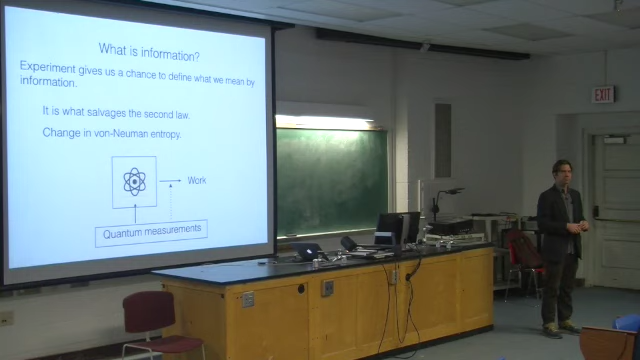 What is information?
Experiment gives us a chance to define what we mean by
information.
It is what salvages the second law.
Change in von-Neuman entropy.
Work
Quantum measurements
EXIT